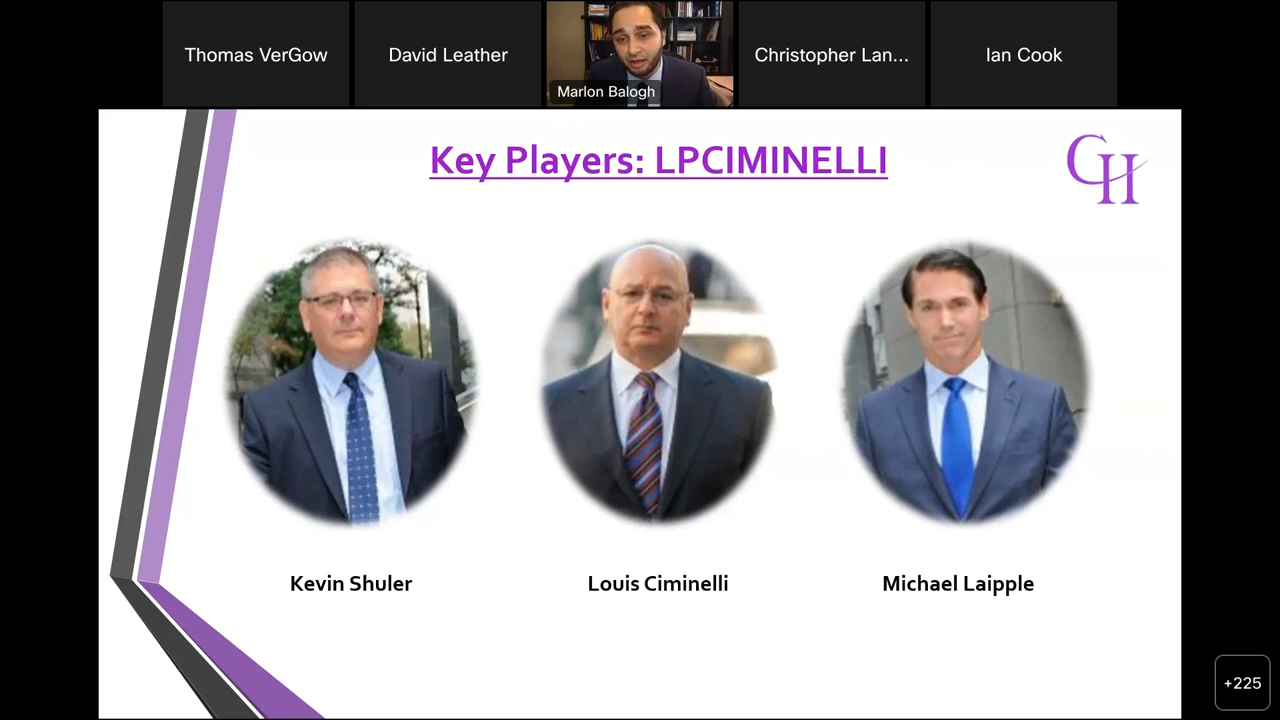 Thomas VerGow
David Leather
Marlon Balogh
Christopher Lan...
Ian Cook
Key Players: LPCIMINELLI
CH
Kevin Shuler
Louis Ciminelli
Michael Laipple
+225